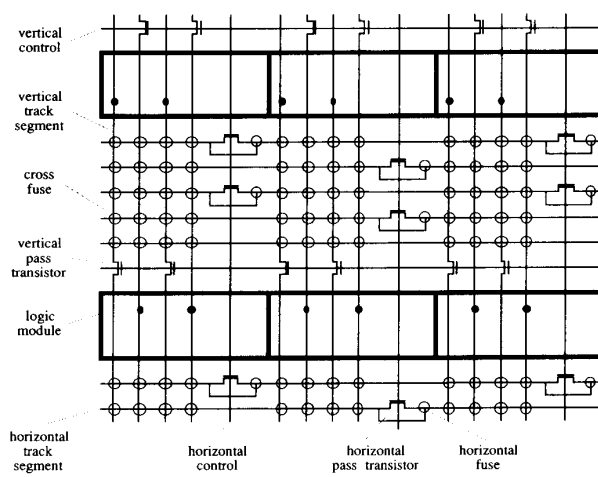 vertical
control
vertical
track
segment
cross
fuse
vertical
pass
transistor
logic
module
horizontal
track
segment
horizontal
control
horizontal
pass transistor
horizontal
fuse